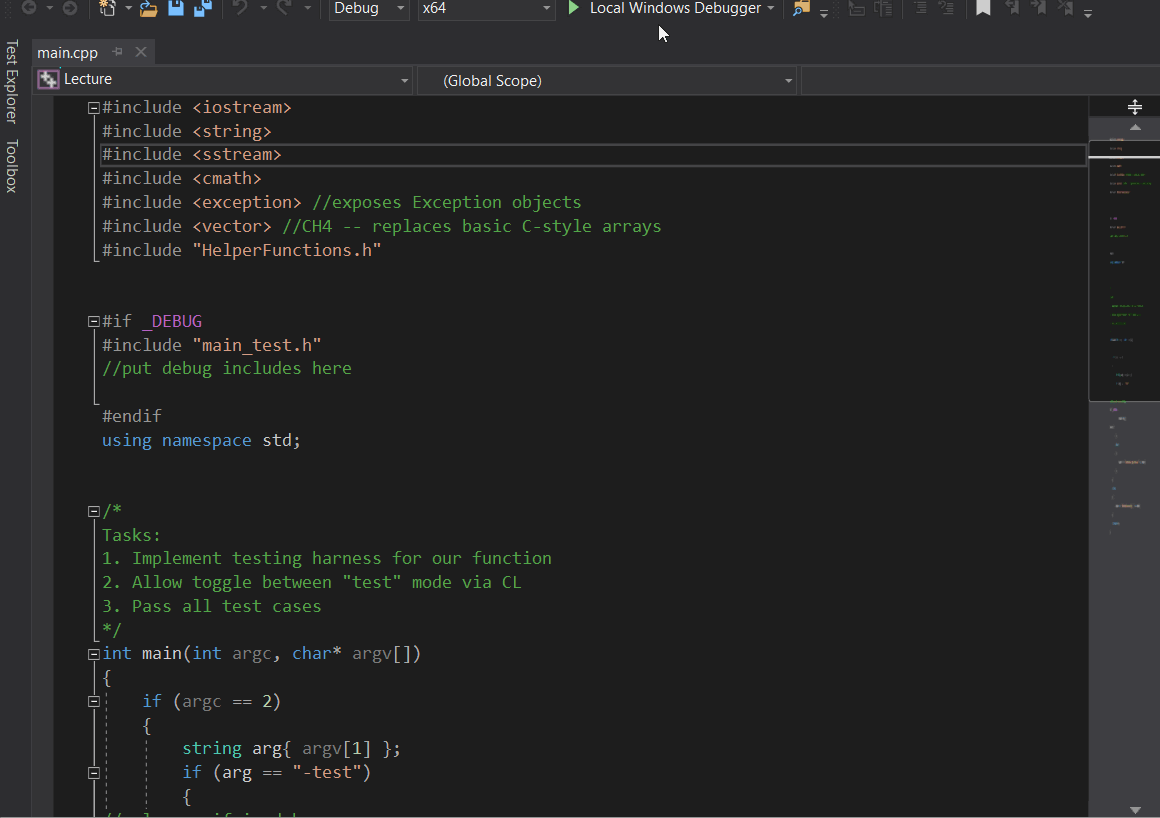 Debug x64 Local Windows Debugger
Test Explorer
Toolbox
main.cpp
Lecture (Global Scope)
#include <iostream>
#include <string>
#include <sstream>
#include <cmath>
#include <exception> //exposes Exception objects
#include <vector> //CH4 -- replaces basic C-style arrays
#include "HelperFunctions.h"
#if _DEBUG
#include "main_test.h"
//put debug includes here
#endif
using namespace std;
/*
Tasks:
1. Implement testing harness for our function
2. Allow toggle between "test" mode via CL
3. Pass all test cases
*/
int main(int argc, char* argv[])
{
if (argc == 2)
{
string arg{ argv[1] };
if (arg == "-test")
{